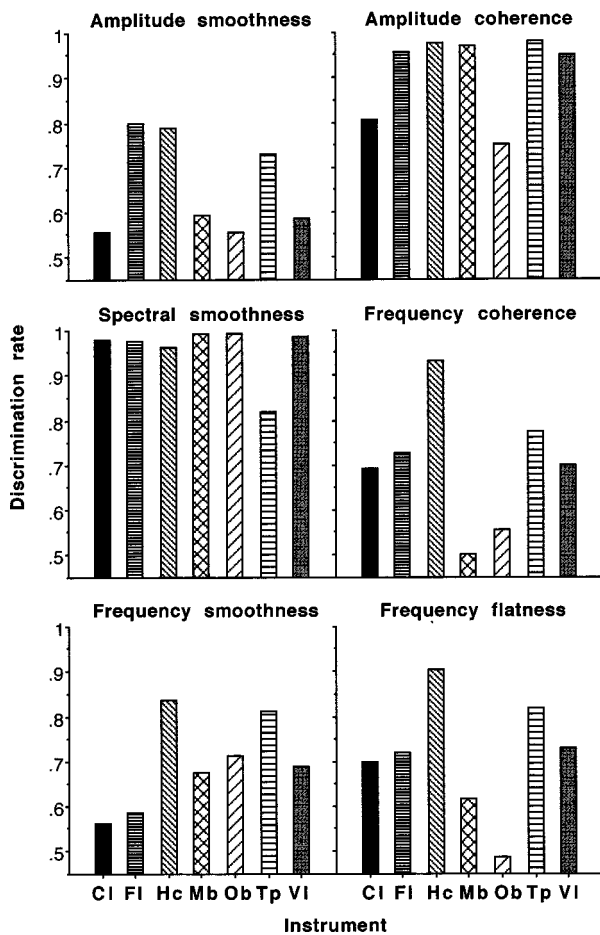 Amplitude smoothness
Amplitude coherence
1
.9
.8
.7
.6
.5
Spectral smoothness
Frequency coherence
1
.9
.8
.7
.6
.5
Discrimination rate
Frequency smoothness
Frequency flatness
1
.9
.8
.7
.6
.5
Cl Fl Hc Mb Ob Tp Vl
Cl Fl Hc Mb Ob Tp Vl
Instrument